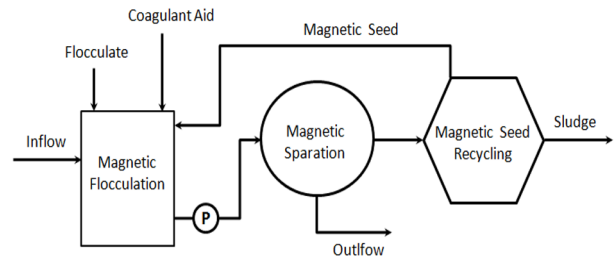 Coagulant Aid
Magnetic Seed
Flocculate
Inflow
Magnetic
Flocculation
P
Magnetic
Sparation
Magnetic Seed
Recycling
Sludge
Outlfow